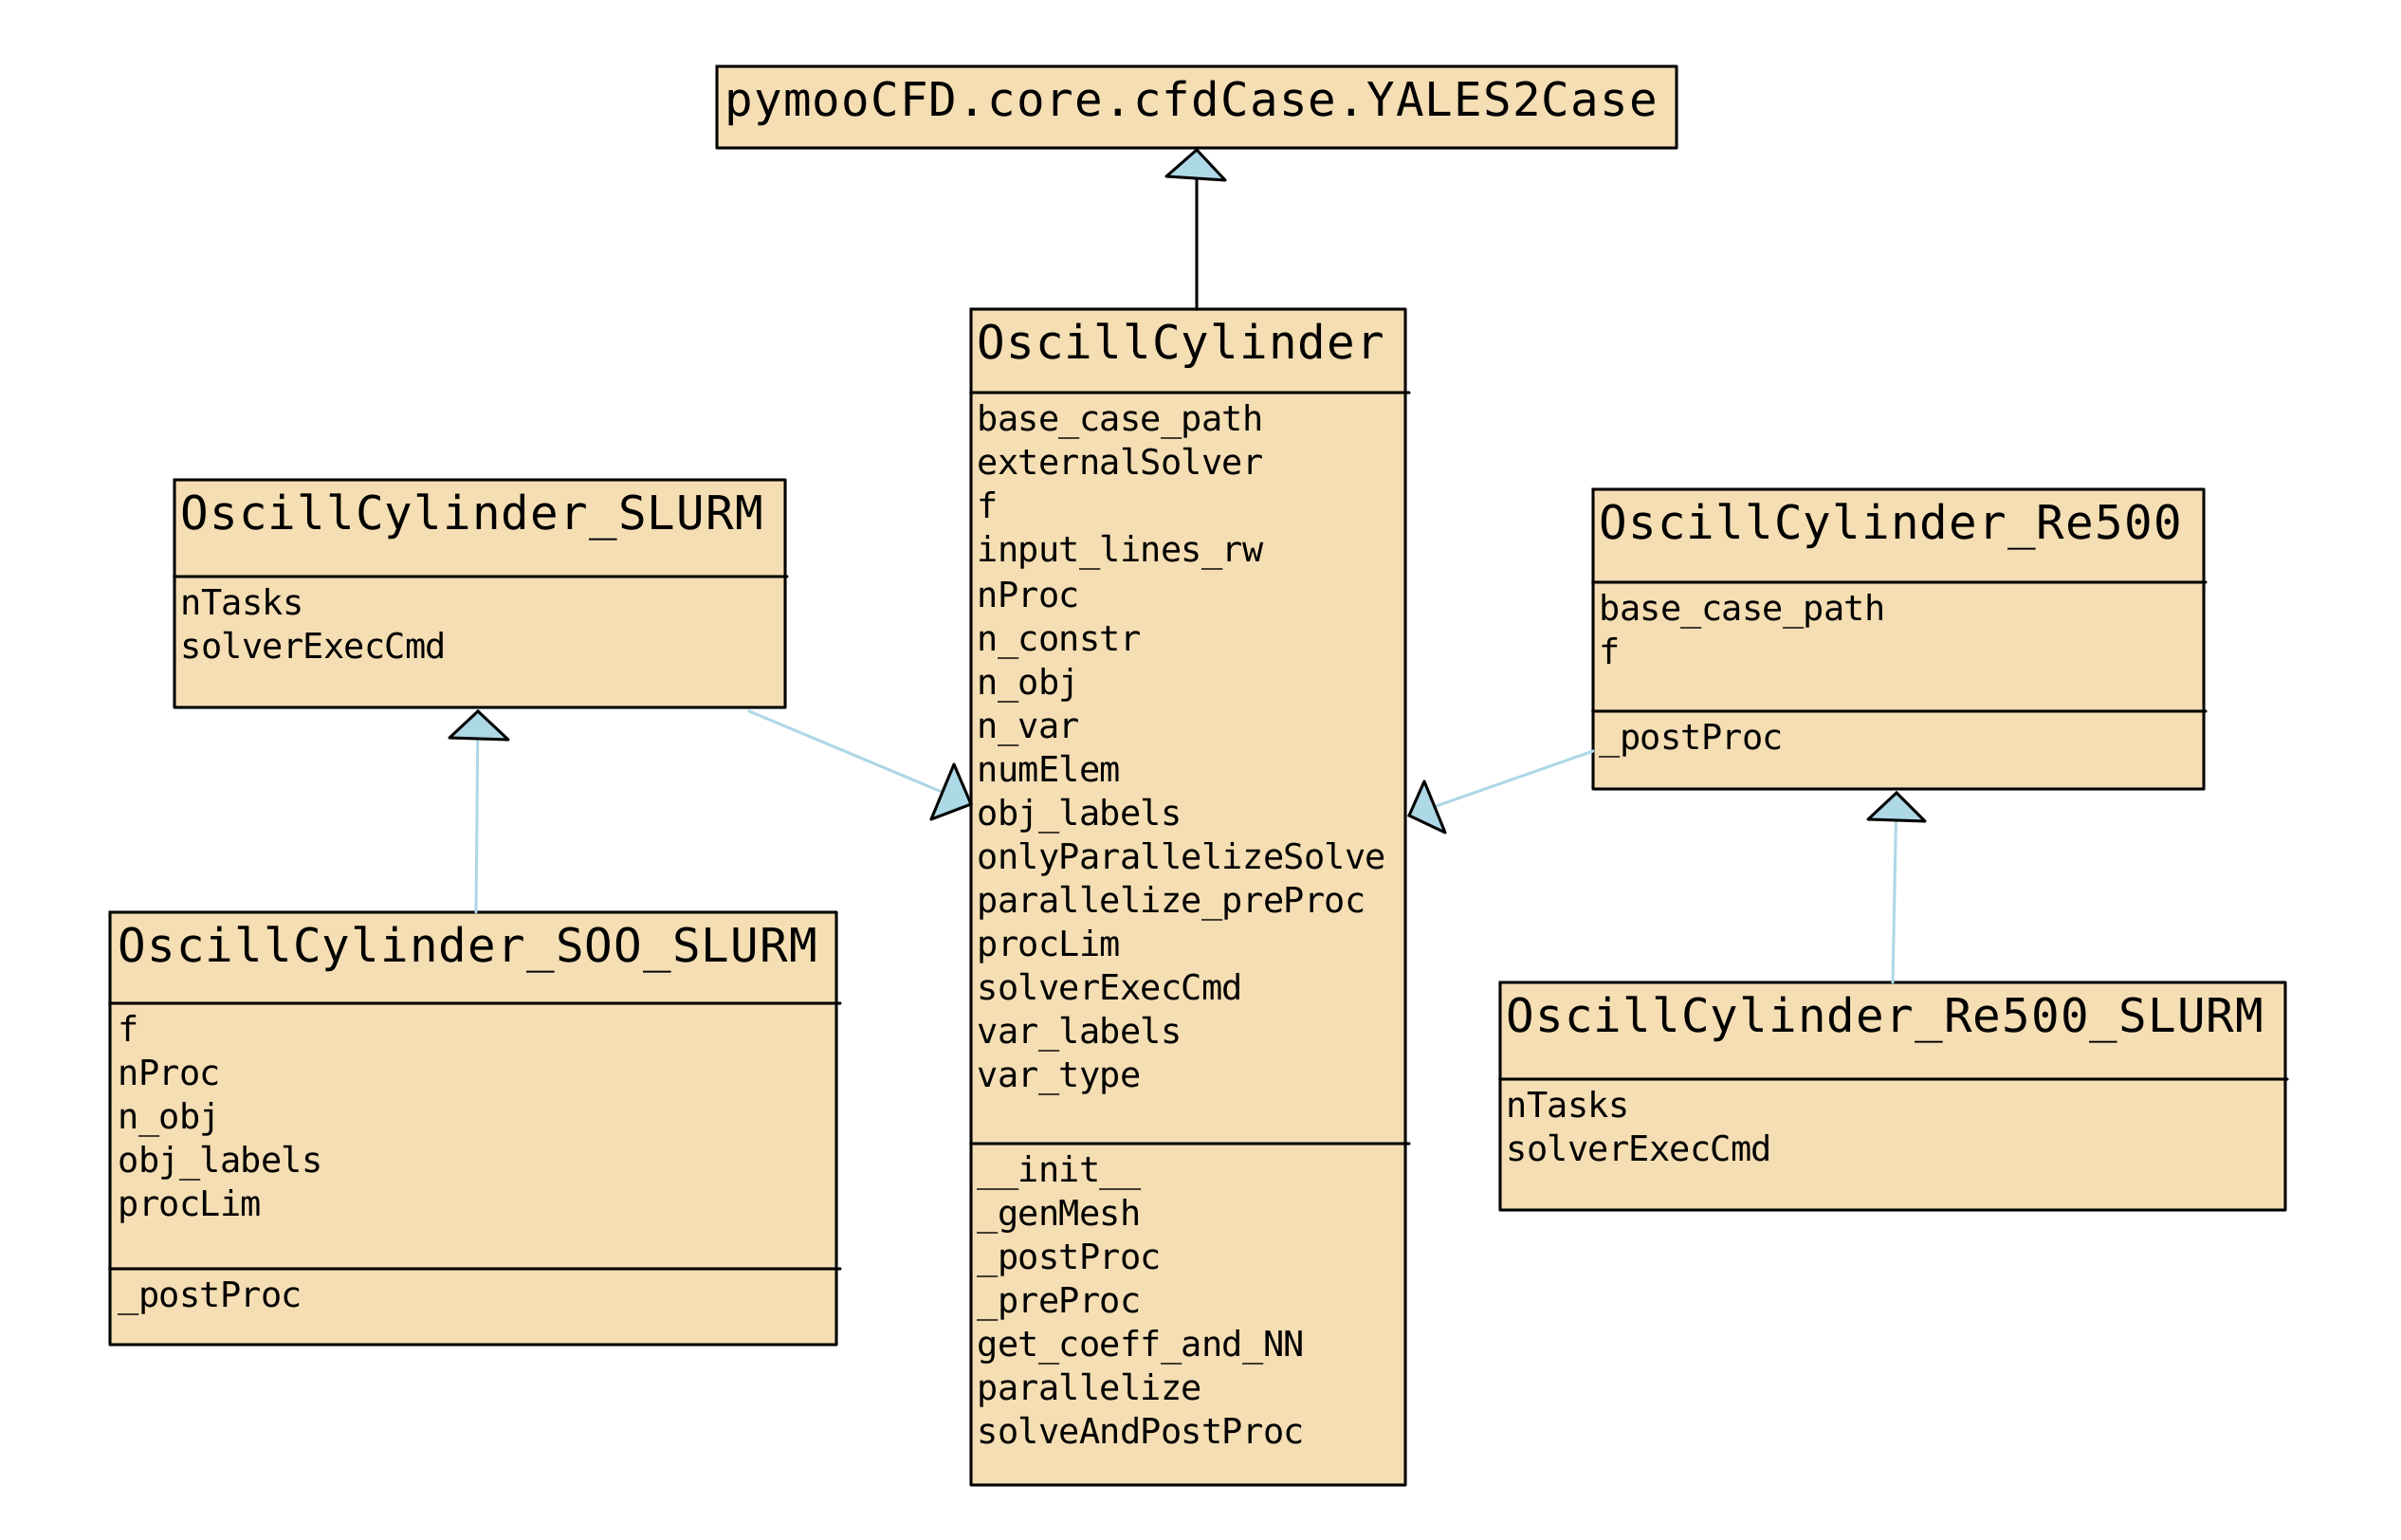 pymooCFD.core.cfdCase.YALES2Case
OscillCylinder
base_case_path
externalSolver
f
input_lines_rw
nProc
n_constr
n_obj
n_var
numElem
obj_labels
onlyParallelizeSolve
parallelize_preProc
procLim
solverExecCmd
var_labels
var_type
__init__
_genMesh
_postProc
_preProc
get_coeff_and_NN
parallelize
solveAndPostProc
OscillCylinder_SLURM
nTasks
solverExecCmd
OscillCylinder_Re500
base_case_path
f
_postProc
OscillCylinder_SOO_SLURM
f
nProc
n_obj
obj_labels
procLim
_postProc
OscillCylinder_Re500_SLURM
nTasks
solverExecCmd